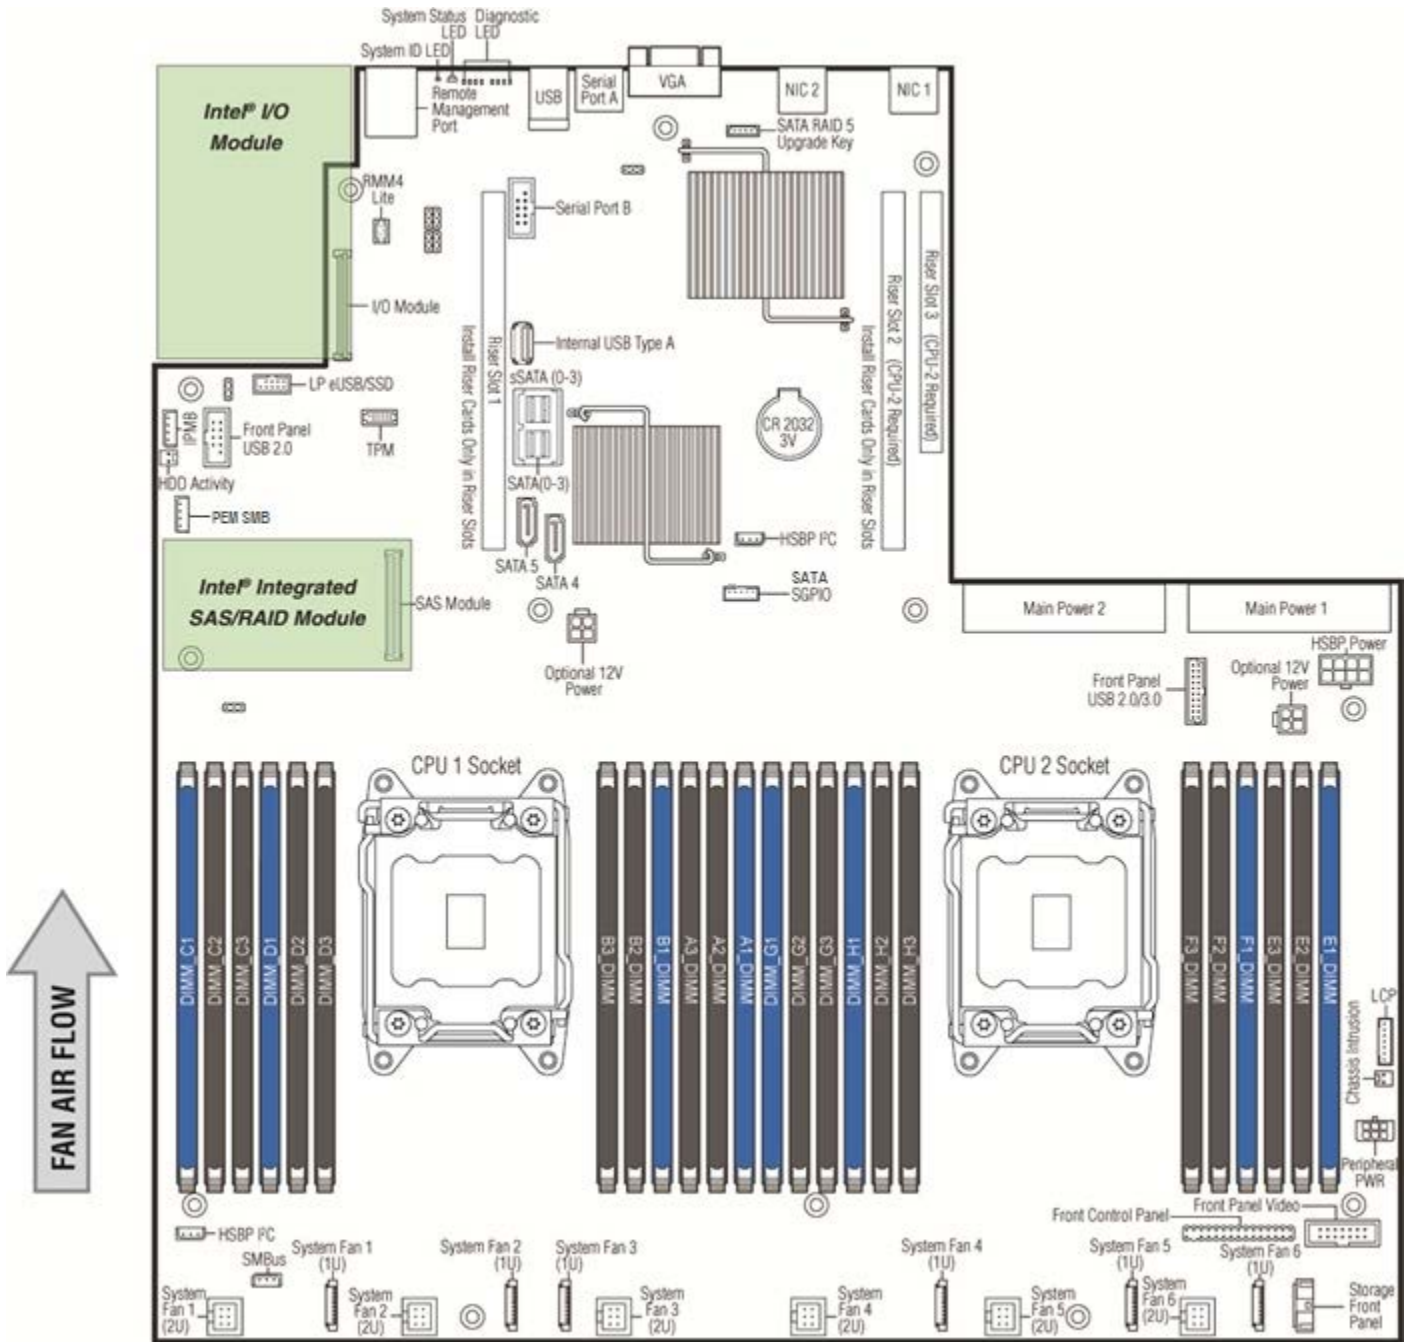 System Status
LED
Diagnostic
LED
System ID LED
Remote
Management
Port
USB
Serial
Port A
VGA
NIC 2
NIC 1
Intel® I/O
Module
SATA RAID 5
Upgrade Key
RMM4
Lite
Serial Port B
I/O Module
Internal USB Type A
Riser Slot 1
Install Riser Cards Only in Riser Slots
Riser Slot 2 (CPU-2 Required)
Install Riser Cards Only in Riser Slots
Riser Slot 3 (CPU-2 Required)
LP eUSB/SSD
sSATA (0-3)
IPMB
Front Panel
USB 2.0
TPM
CR 2032
3V
HDD Activity
SATA(0-3)
PEM SMB
SATA 5
SATA 4
HSBP I²C
SATA
SGPIO
Intel® Integrated
SAS/RAID Module
SAS Module
Main Power 2
Main Power 1
Optional 12V
Power
Front Panel
USB 2.0/3.0
Optional 12V
Power
HSBP Power
CPU 1 Socket
CPU 2 Socket
DIMM_C1
DIMM_C2
DIMM_C3
DIMM_D1
DIMM_D2
DIMM_D3
B3_DIMM
B2_DIMM
B1_DIMM
A3_DIMM
A2_DIMM
A1_DIMM
DIMM_G1
DIMM_G2
DIMM_G3
DIMM_H1
DIMM_H2
DIMM_H3
F3_DIMM
F2_DIMM
F1_DIMM
E3_DIMM
E2_DIMM
E1_DIMM
FAN AIR FLOW
LCP
Chassis Intrusion
Peripheral
PWR
HSBP I²C
Front Control Panel
Front Panel Video
SMBus
System Fan 1
(1U)
System Fan 2
(1U)
System Fan 3
(1U)
System Fan 4
(1U)
System Fan 5
(1U)
System Fan 6
(1U)
System
Fan 1
(2U)
System
Fan 2
(2U)
System
Fan 3
(2U)
System
Fan 4
(2U)
System
Fan 5
(2U)
System
Fan 6
(2U)
Storage
Front
Panel